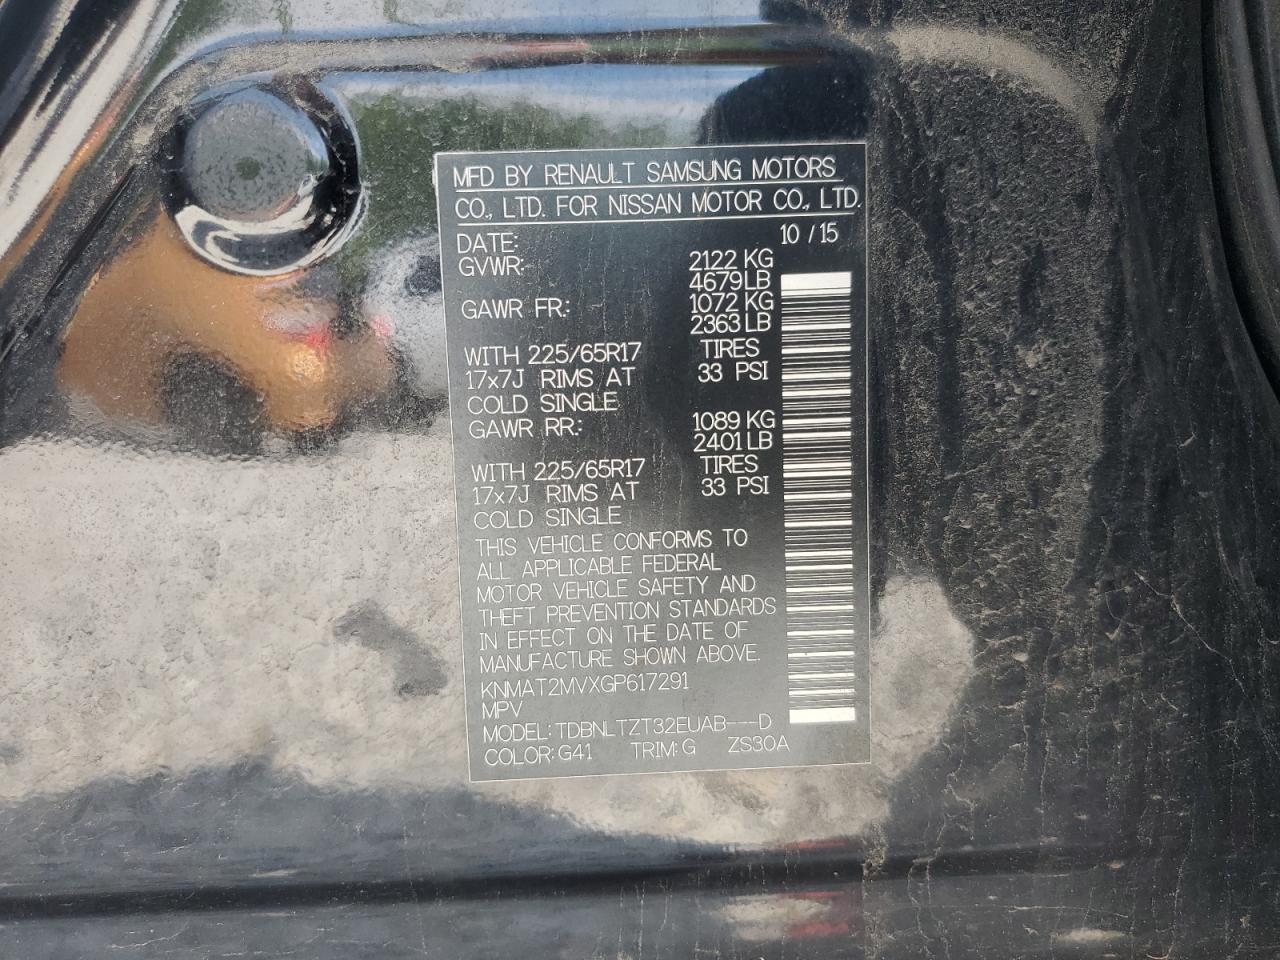 MFD BY RENAULT SAMSUNG MOTORS
CO., LTD. FOR NISSAN MOTOR CO., LTD.
DATE: 10 / 15
GVWR: 2122 KG
4679 LB
GAWR FR: 1072 KG
2363 LB
WITH 225/65R17 TIRES
17x7J RIMS AT 33 PSI
COLD SINGLE
GAWR RR: 1089 KG
2401 LB
WITH 225/65R17 TIRES
17x7J RIMS AT 33 PSI
COLD SINGLE
THIS VEHICLE CONFORMS TO
ALL APPLICABLE FEDERAL
MOTOR VEHICLE SAFETY AND
THEFT PREVENTION STANDARDS
IN EFFECT ON THE DATE OF
MANUFACTURE SHOWN ABOVE.
KNMAT2MVXGP617291
MPV
MODEL: TDBNLTZT32EUAB---D
COLOR: G41 TRIM: G ZS30A